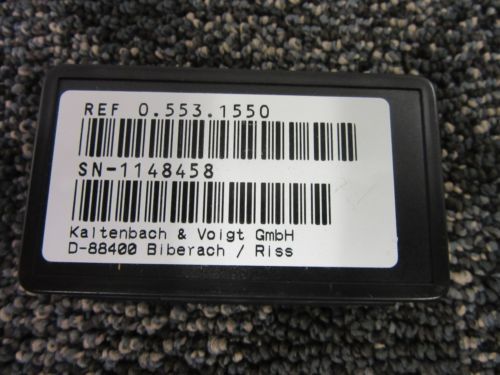 REF 0.553.1550
SN-1148458
Kaltenbach & Voigt GmbH
D-88400 Biberach / Riss